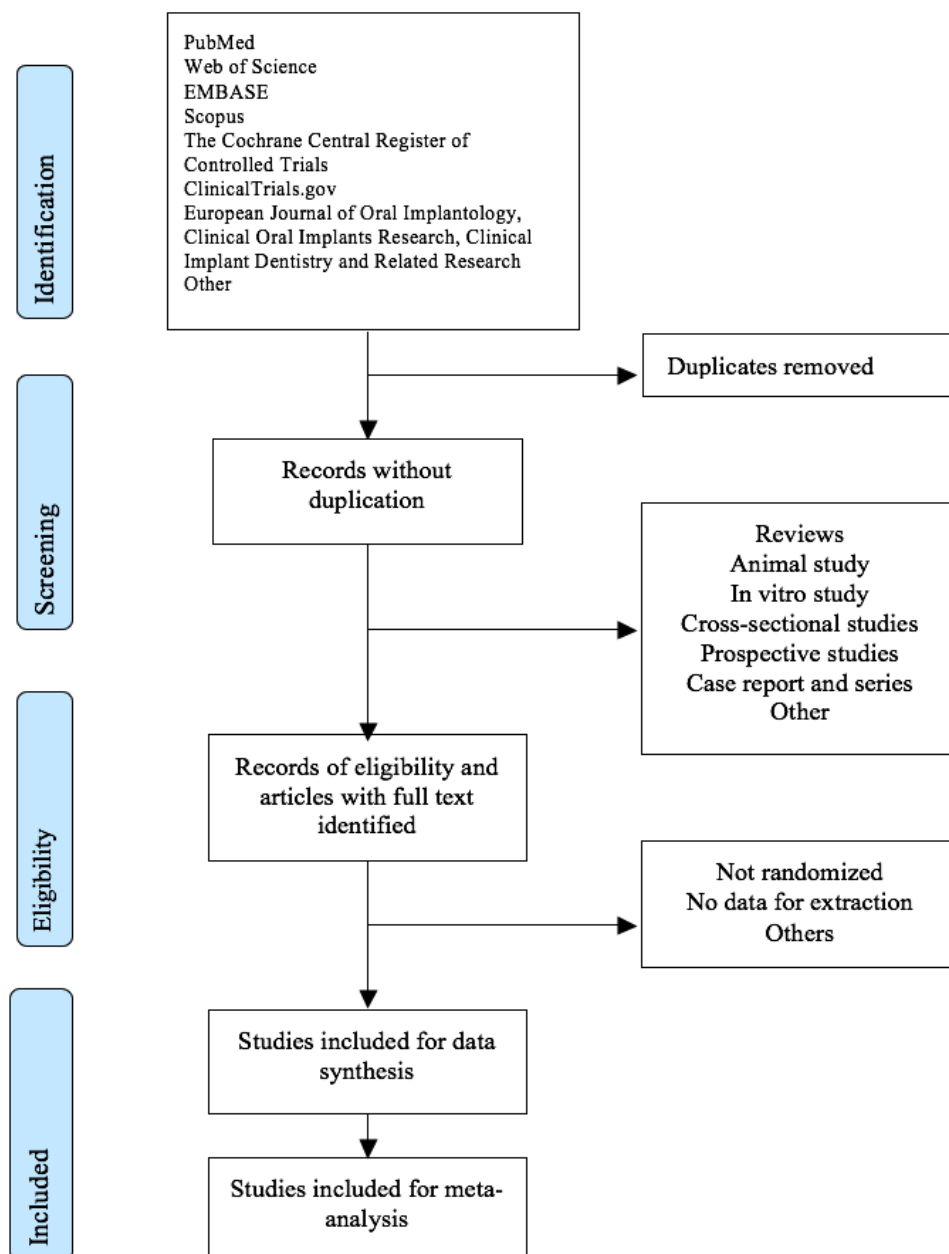 PubMed
Web of Science
EMBASE
Scopus
The Cochrane Central Register of
Controlled Trials
ClinicalTrials.gov
European Journal of Oral Implantology,
Clinical Oral Implants Research, Clinical
Implant Dentistry and Related Research
Other
Identification
Duplicates removed
Records without
duplication
Screening
Reviews
Animal study
In vitro study
Cross-sectional studies
Prospective studies
Case report and series
Other
Records of eligibility and
articles with full text
identified
Eligibility
Not randomized
No data for extraction
Others
Studies included for data
synthesis
Included
Studies included for meta-
analysis